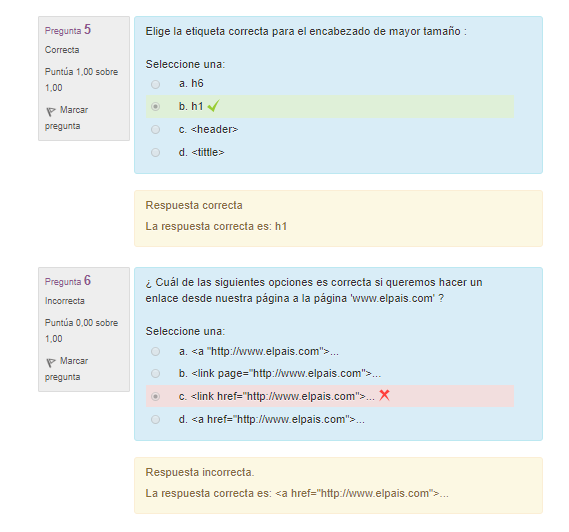 Pregunta 5
Correcta
Puntúa 1,00 sobre
1,00
Marcar
pregunta
Elige la etiqueta correcta para el encabezado de mayor tamaño :
Seleccione una:
a. h6
b. h1
c. <header>
d. <tittle>
Respuesta correcta
La respuesta correcta es: h1
Pregunta 6
Incorrecta
Puntúa 0,00 sobre
1,00
Marcar
pregunta
¿ Cuál de las siguientes opciones es correcta si queremos hacer un
enlace desde nuestra página a la página 'www.elpais.com' ?
Seleccione una:
a. <a "http://www.elpais.com">...
b. <link page="http://www.elpais.com">...
c. <link href="http://www.elpais.com">...
d. <a href="http://www.elpais.com">...
Respuesta incorrecta.
La respuesta correcta es: <a href="http://www.elpais.com">...